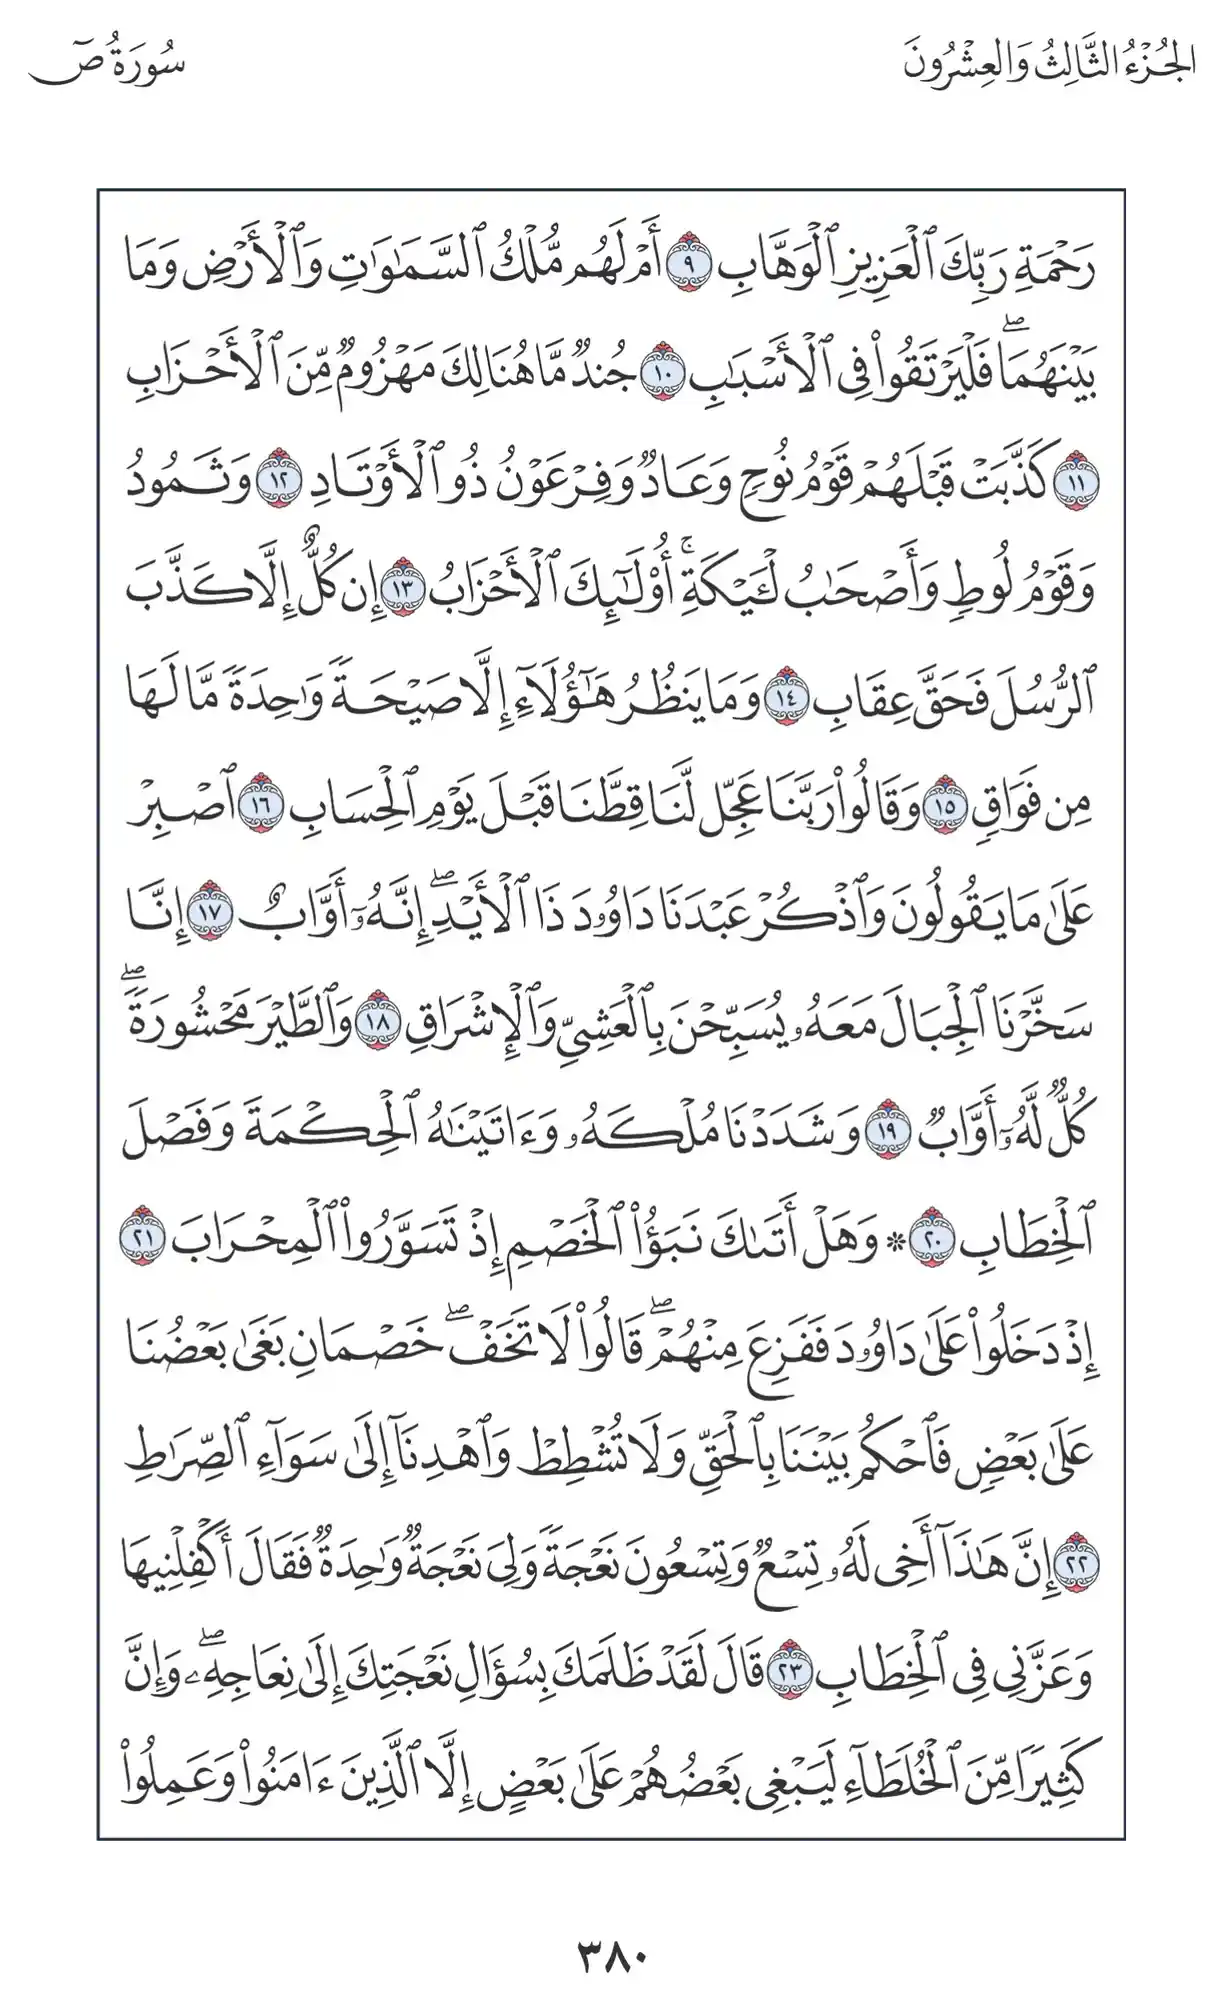 الجُزْءُ الثَّالِثُ وَالعِشْرُونَ
سُورَةُ صٓ
رَحْمَةِ رَبِّكَ ٱلْعَزِيزِ ٱلْوَهَّابِ ٩ أَمْ لَهُم مُّلْكُ ٱلسَّمَٰوَٰتِ وَٱلْأَرْضِ وَمَا
بَيْنَهُمَاۖ فَلْيَرْتَقُوا۟ فِى ٱلْأَسْبَٰبِ ١٠ جُندٌ مَّا هُنَالِكَ مَهْزُومٌ مِّنَ ٱلْأَحْزَابِ
١١ كَذَّبَتْ قَبْلَهُمْ قَوْمُ نُوحٍ وَعَادٌ وَفِرْعَوْنُ ذُو ٱلْأَوْتَادِ ١٢ وَثَمُودُ
وَقَوْمُ لُوطٍ وَأَصْحَٰبُ لْـَٔيْكَةِۚ أُو۟لَٰٓئِكَ ٱلْأَحْزَابُ ١٣ إِن كُلٌّ إِلَّا كَذَّبَ
ٱلرُّسُلَ فَحَقَّ عِقَابِ ١٤ وَمَا يَنظُرُ هَٰٓؤُلَآءِ إِلَّا صَيْحَةً وَٰحِدَةً مَّا لَهَا
مِن فَوَاقٍ ١٥ وَقَالُوا۟ رَبَّنَا عَجِّل لَّنَا قِطَّنَا قَبْلَ يَوْمِ ٱلْحِسَابِ ١٦ ٱصْبِرْ
عَلَىٰ مَا يَقُولُونَ وَٱذْكُرْ عَبْدَنَا دَاوُۥدَ ذَا ٱلْأَيْدِۖ إِنَّهُۥٓ أَوَّابٌ ١٧ إِنَّا
سَخَّرْنَا ٱلْجِبَالَ مَعَهُۥ يُسَبِّحْنَ بِٱلْعَشِىِّ وَٱلْإِشْرَاقِ ١٨ وَٱلطَّيْرَ مَحْشُورَةًۖ
كُلٌّ لَّهُۥٓ أَوَّابٌ ١٩ وَشَدَدْنَا مُلْكَهُۥ وَءَاتَيْنَٰهُ ٱلْحِكْمَةَ وَفَصْلَ
ٱلْخِطَابِ ٢٠ ۞ وَهَلْ أَتَىٰكَ نَبَؤُا۟ ٱلْخَصْمِ إِذْ تَسَوَّرُوا۟ ٱلْمِحْرَابَ ٢١
إِذْ دَخَلُوا۟ عَلَىٰ دَاوُۥدَ فَفَزِعَ مِنْهُمْۖ قَالُوا۟ لَا تَخَفْۖ خَصْمَانِ بَغَىٰ بَعْضُنَا
عَلَىٰ بَعْضٍ فَٱحْكُم بَيْنَنَا بِٱلْحَقِّ وَلَا تُشْطِطْ وَٱهْدِنَآ إِلَىٰ سَوَآءِ ٱلصِّرَٰطِ
٢٢ إِنَّ هَٰذَآ أَخِى لَهُۥ تِسْعٌ وَتِسْعُونَ نَعْجَةً وَلِىَ نَعْجَةٌ وَٰحِدَةٌ فَقَالَ أَكْفِلْنِيهَا
وَعَزَّنِى فِى ٱلْخِطَابِ ٢٣ قَالَ لَقَدْ ظَلَمَكَ بِسُؤَالِ نَعْجَتِكَ إِلَىٰ نِعَاجِهِۦۖ وَإِنَّ
كَثِيرًا مِّنَ ٱلْخُلَطَآءِ لَيَبْغِى بَعْضُهُمْ عَلَىٰ بَعْضٍ إِلَّا ٱلَّذِينَ ءَامَنُوا۟ وَعَمِلُوا۟
٣٨٠